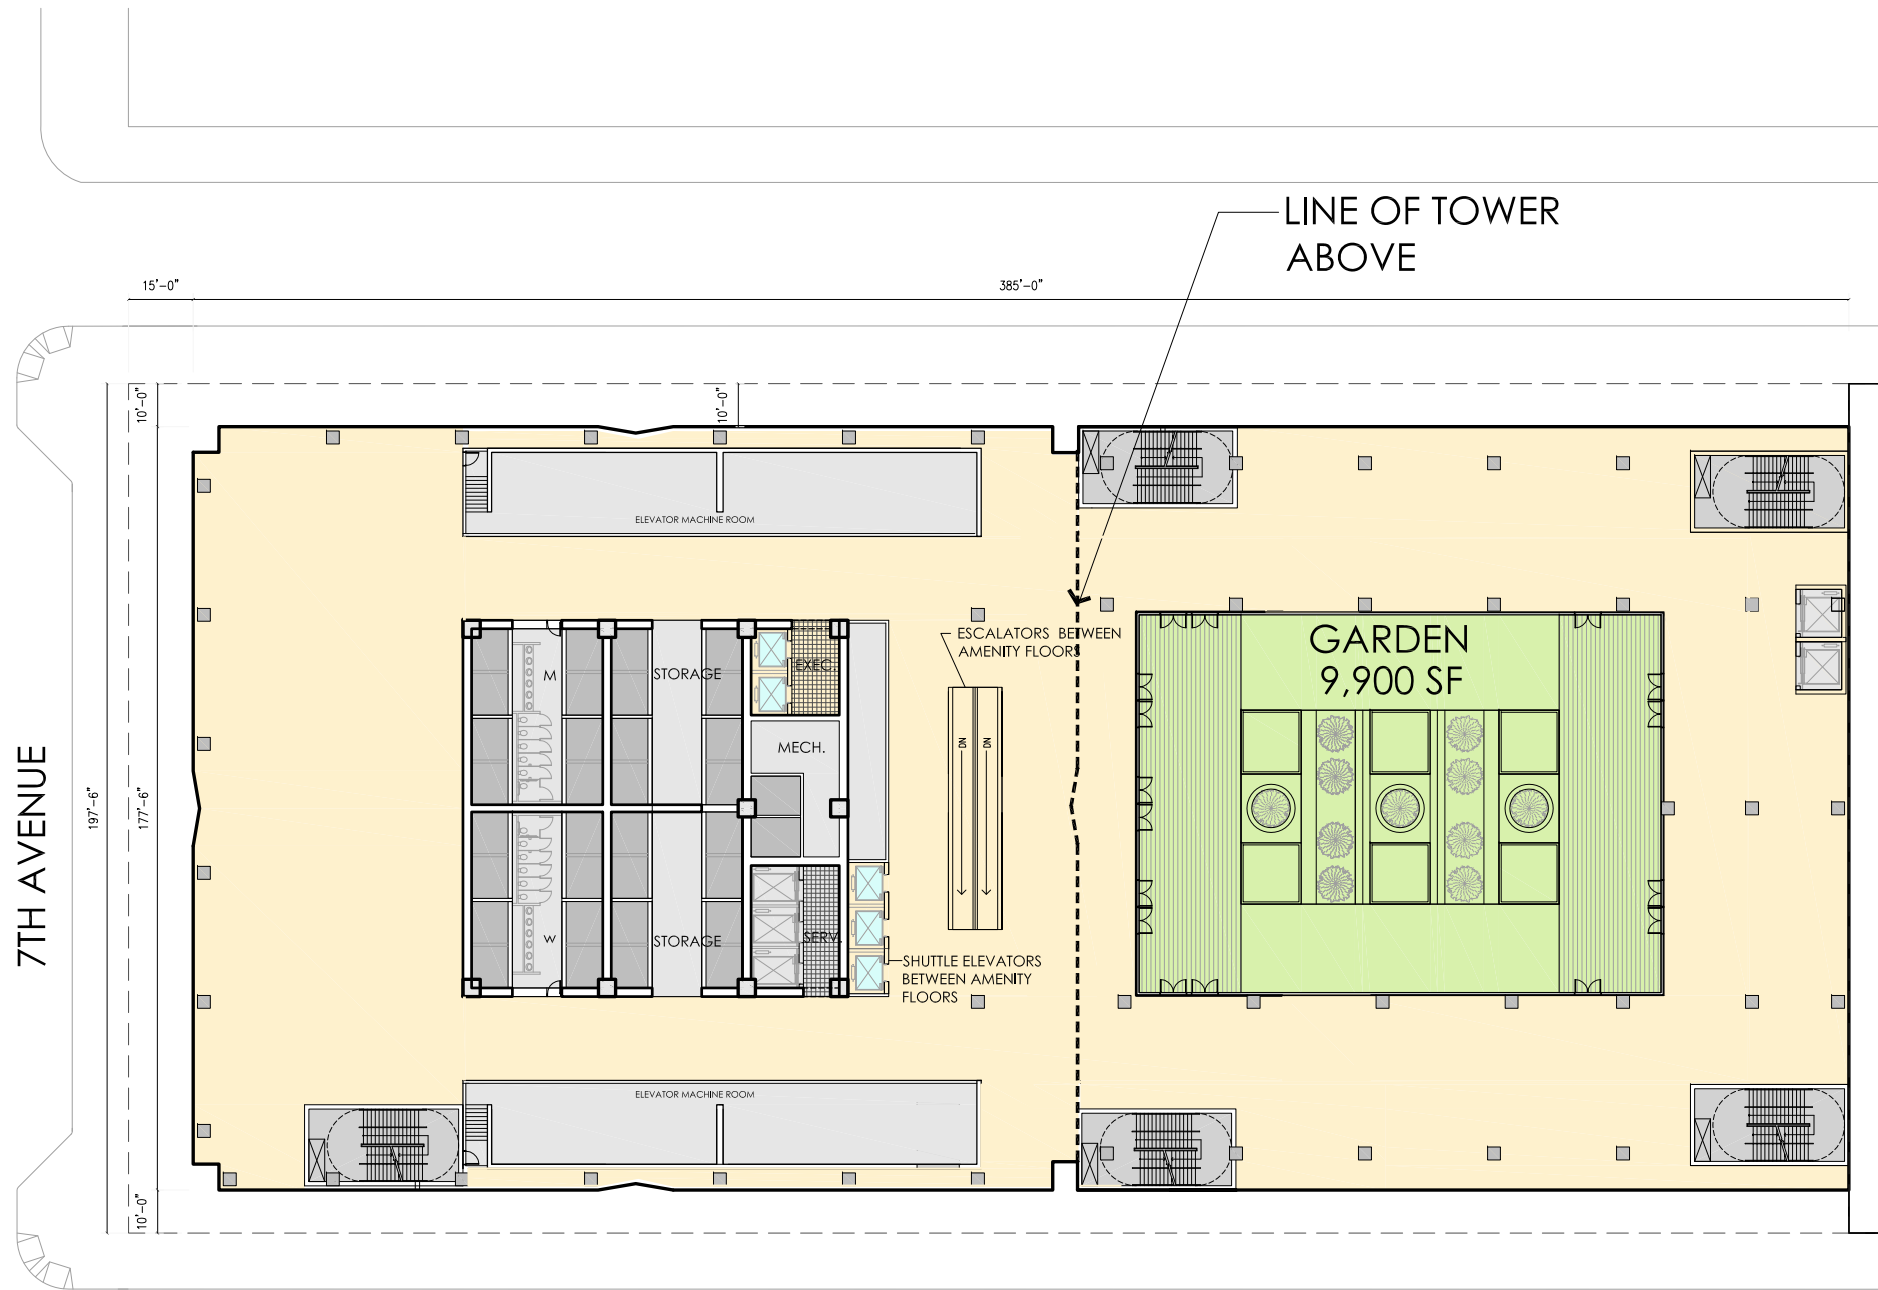 LINE OF TOWER
ABOVE
15'-0"
385'-0"
10'-0"
10'-0"
ELEVATOR MACHINE ROOM
ESCALATORS BETWEEN
AMENITY FLOORS
GARDEN
9,900 SF
M
STORAGE
EXEC.
MECH.
DN
DN
7TH AVENUE
197'-6"
177'-6"
W
STORAGE
SERV.
SHUTTLE ELEVATORS
BETWEEN AMENITY
FLOORS
ELEVATOR MACHINE ROOM
10'-0"